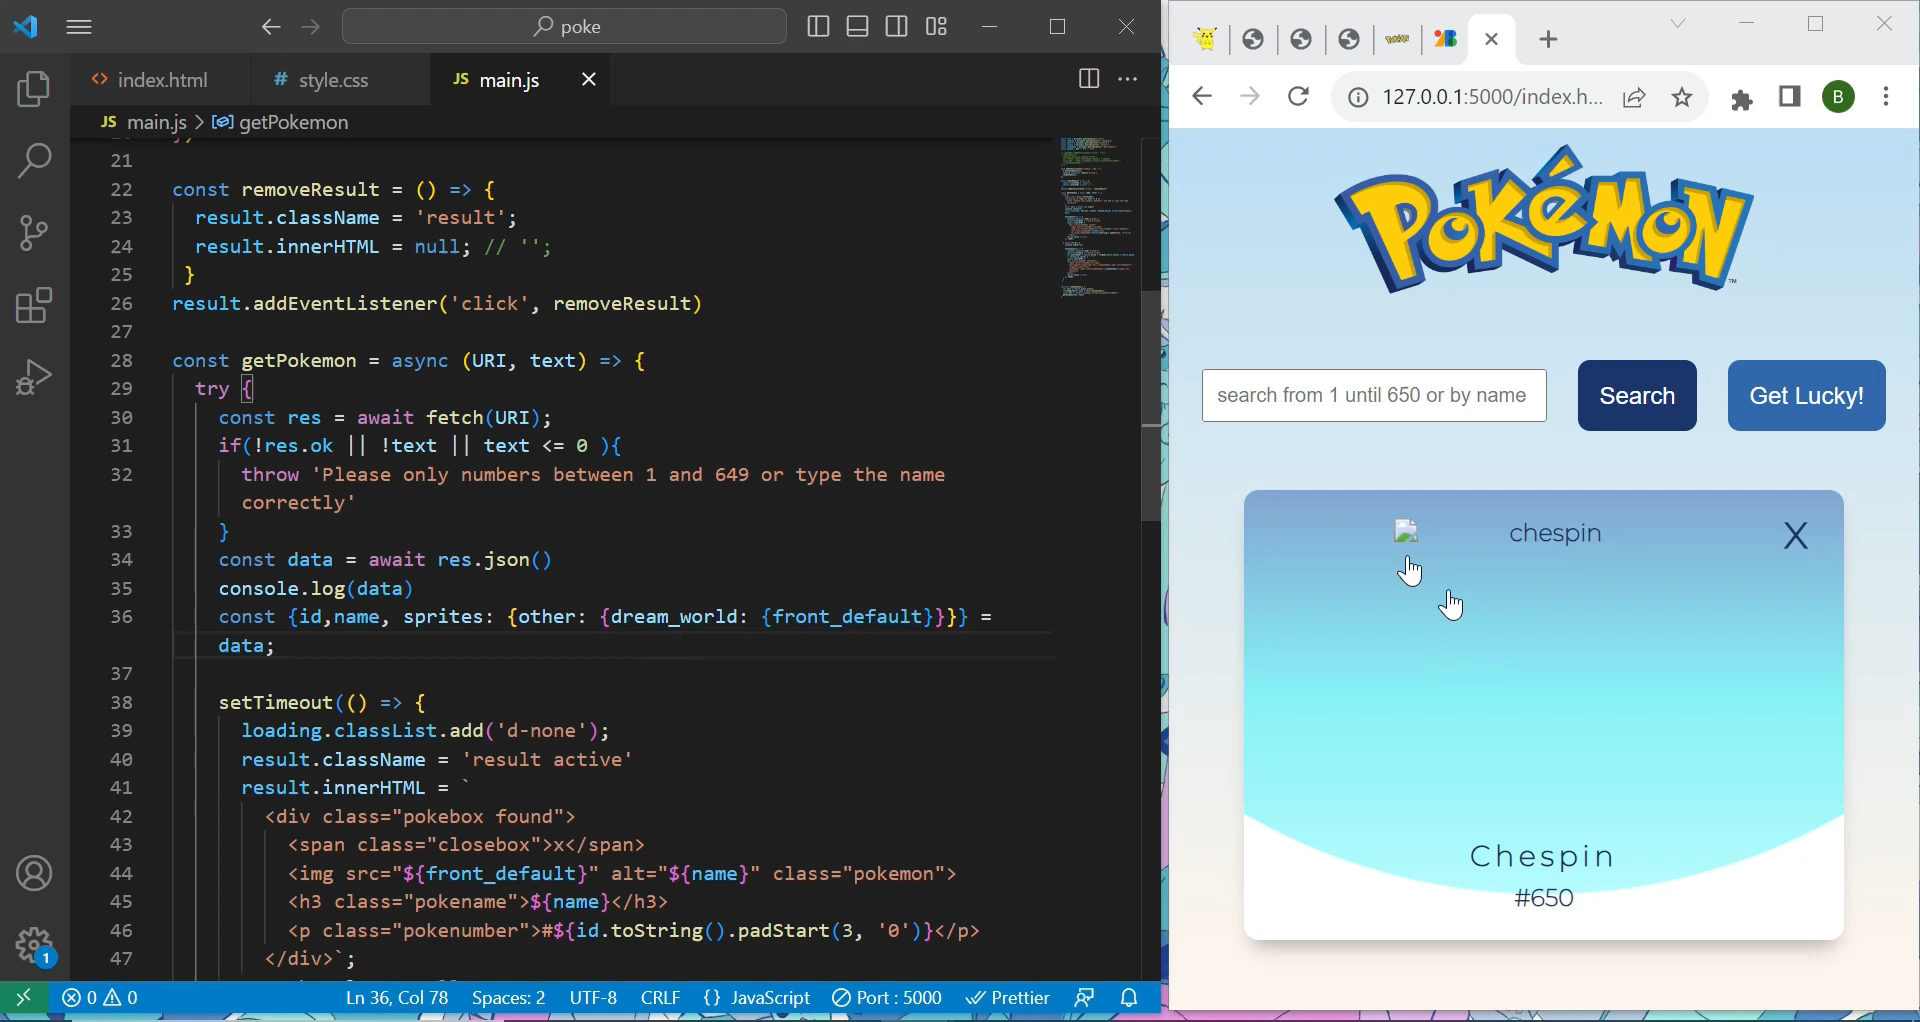 poke
index.html
# style.css
JS main.js
JS main.js > getPokemon
21
22 const removeResult = () => {
23 result.className = 'result';
24 result.innerHTML = null; // '';
25 }
26 result.addEventListener('click', removeResult)
27
28 const getPokemon = async (URI, text) => {
29 try {
30 const res = await fetch(URI);
31 if(!res.ok || !text || text <= 0 ){
32 throw 'Please only numbers between 1 and 649 or type the name
correctly'
33 }
34 const data = await res.json()
35 console.log(data)
36 const {id,name, sprites: {other: {dream_world: {front_default}}}} =
data;
37
38 setTimeout(() => {
39 loading.classList.add('d-none');
40 result.className = 'result active'
41 result.innerHTML = `
42 <div class="pokebox found">
43 <span class="closebox">x</span>
44 <img src="${front_default}" alt="${name}" class="pokemon">
45 <h3 class="pokename">${name}</h3>
46 <p class="pokenumber">#${id.toString().padStart(3, '0')}</p>
47 </div>`;
1
0 0 Ln 36, Col 78 Spaces: 2 UTF-8 CRLF {} JavaScript Port : 5000 Prettier
127.0.0.1:5000/index.h...
B
POKéMON
TM
search from 1 until 650 or by name
Search
Get Lucky!
chespin
X
Chespin
#650